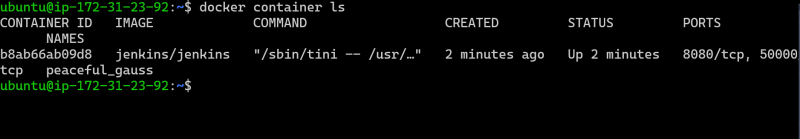 ubuntu@ip-172-31-23-92:~$ docker container ls
CONTAINER ID   IMAGE             COMMAND                  CREATED         STATUS         PORTS
      NAMES
b8ab66ab09d8   jenkins/jenkins   "/sbin/tini -- /usr/…"   2 minutes ago   Up 2 minutes   8080/tcp, 50000/
tcp   peaceful_gauss
ubuntu@ip-172-31-23-92:~$